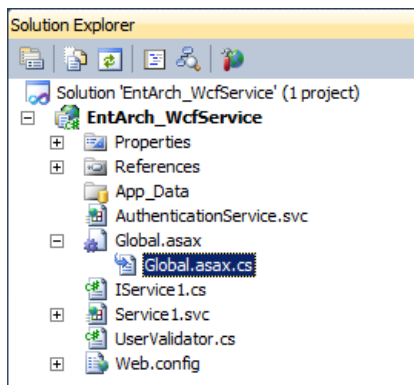 Solution Explorer
Solution 'EntArch_WcfService' (1 project)
EntArch_WcfService
Properties
References
App_Data
AuthenticationService.svc
Global.asax
Global.asax.cs
IService1.cs
Service1.svc
UserValidator.cs
Web.config